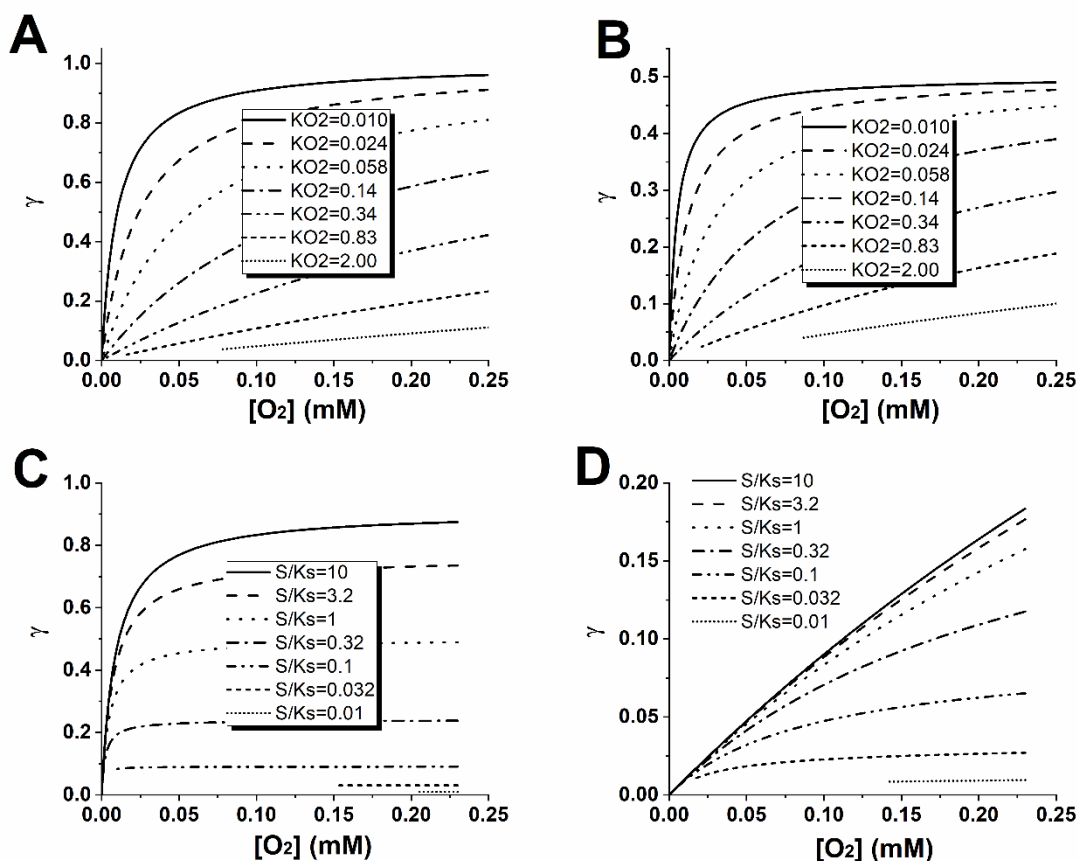 A
1.0
0.8
0.6
0.4
0.2
0.0
γ
KO2=0.010
KO2=0.024
KO2=0.058
KO2=0.14
KO2=0.34
KO2=0.83
KO2=2.00
0.00 0.05 0.10 0.15 0.20 0.25
[O₂] (mM)
B
0.5
0.4
0.3
0.2
0.1
0.0
γ
KO2=0.010
KO2=0.024
KO2=0.058
KO2=0.14
KO2=0.34
KO2=0.83
KO2=2.00
0.00 0.05 0.10 0.15 0.20 0.25
[O₂] (mM)
C
1.0
0.8
0.6
0.4
0.2
0.0
γ
S/Ks=10
S/Ks=3.2
S/Ks=1
S/Ks=0.32
S/Ks=0.1
S/Ks=0.032
S/Ks=0.01
0.00 0.05 0.10 0.15 0.20 0.25
[O₂] (mM)
D
0.20
0.15
0.10
0.05
0.00
γ
S/Ks=10
S/Ks=3.2
S/Ks=1
S/Ks=0.32
S/Ks=0.1
S/Ks=0.032
S/Ks=0.01
0.00 0.05 0.10 0.15 0.20 0.25
[O₂] (mM)